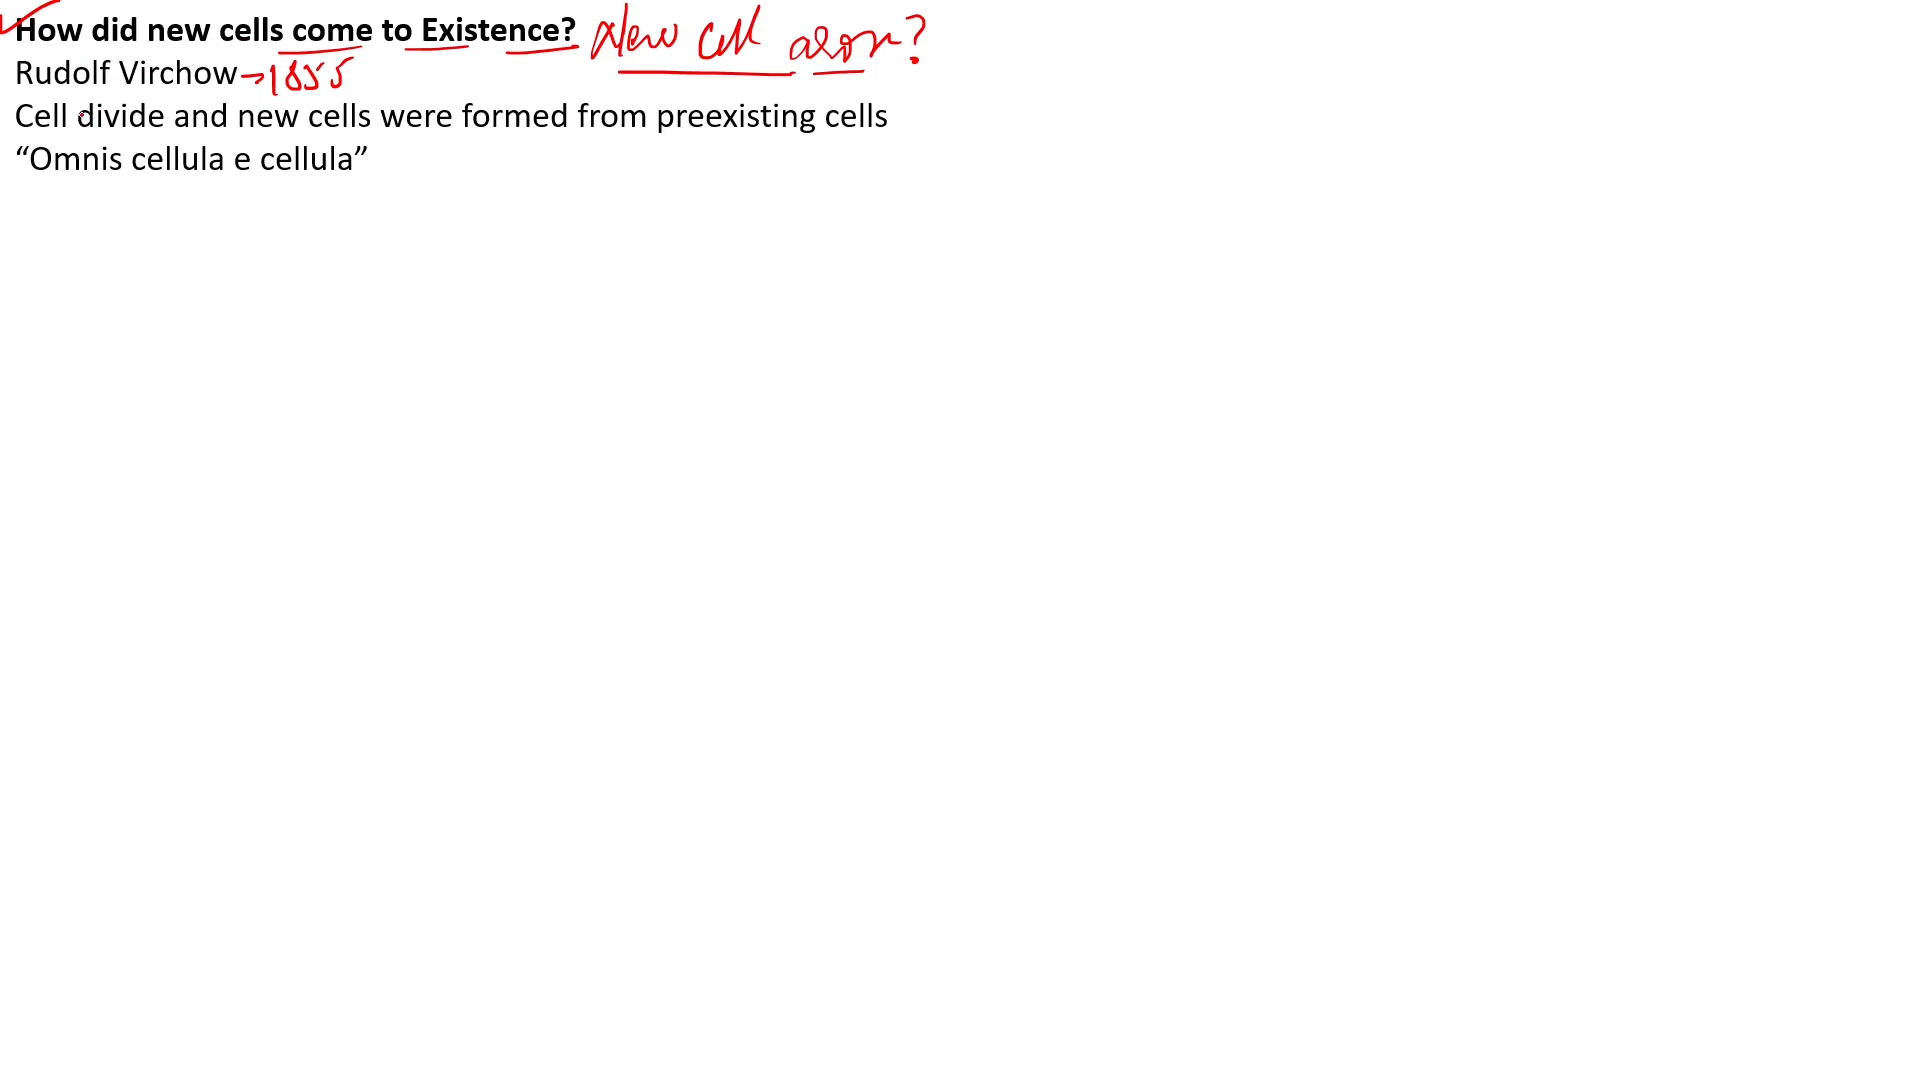 How did new cells come to Existence? New Cell arose?
Rudolf Virchow→1855
Cell divide and new cells were formed from preexisting cells
“Omnis cellula e cellula”